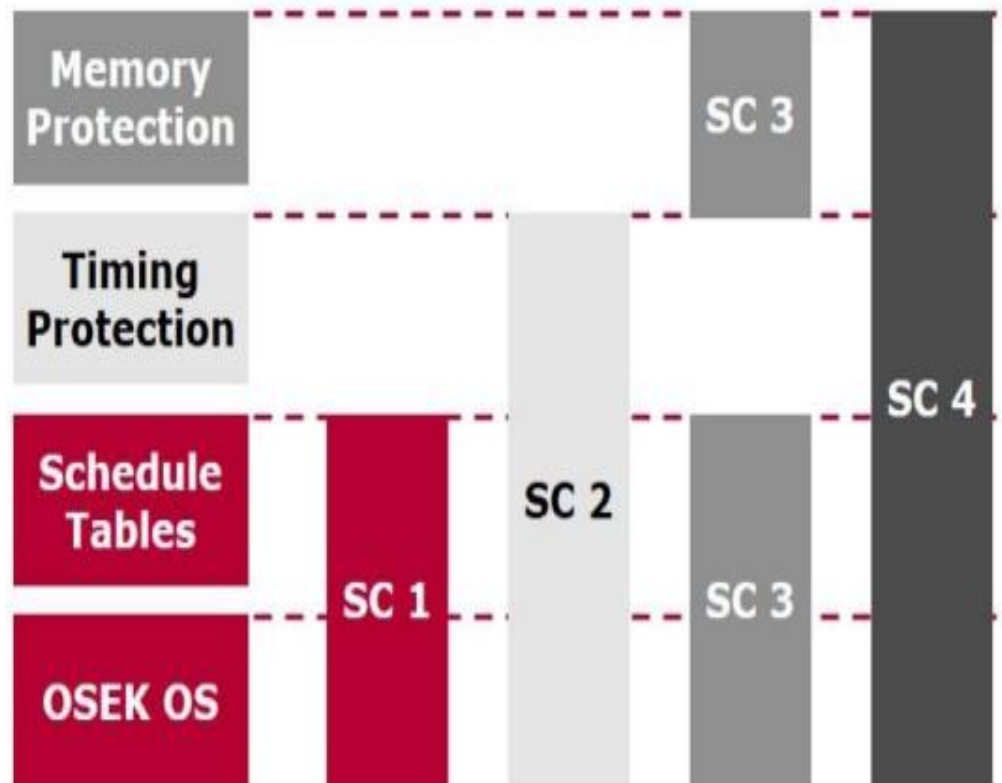 Memory
Protection
SC 3
Timing
Protection
SC 4
Schedule
Tables
SC 2
SC 1
SC 3
OSEK OS